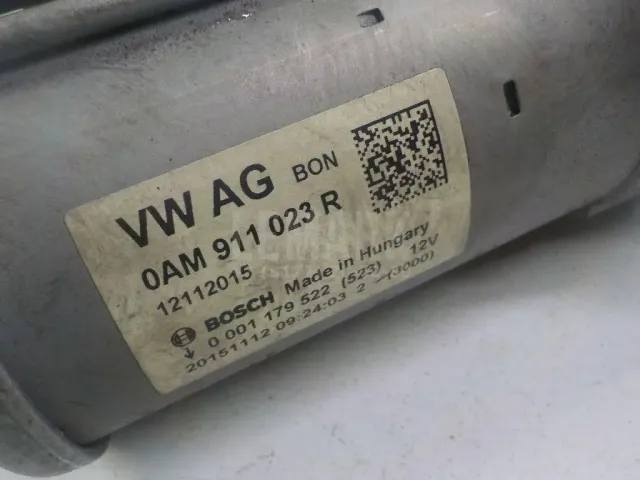 VW AG BON
0AM 911 023 R
12112015
BOSCH Made in Hungary
0 001 179 522 (523) 12V
20151112 09:24:03 2 (3000)